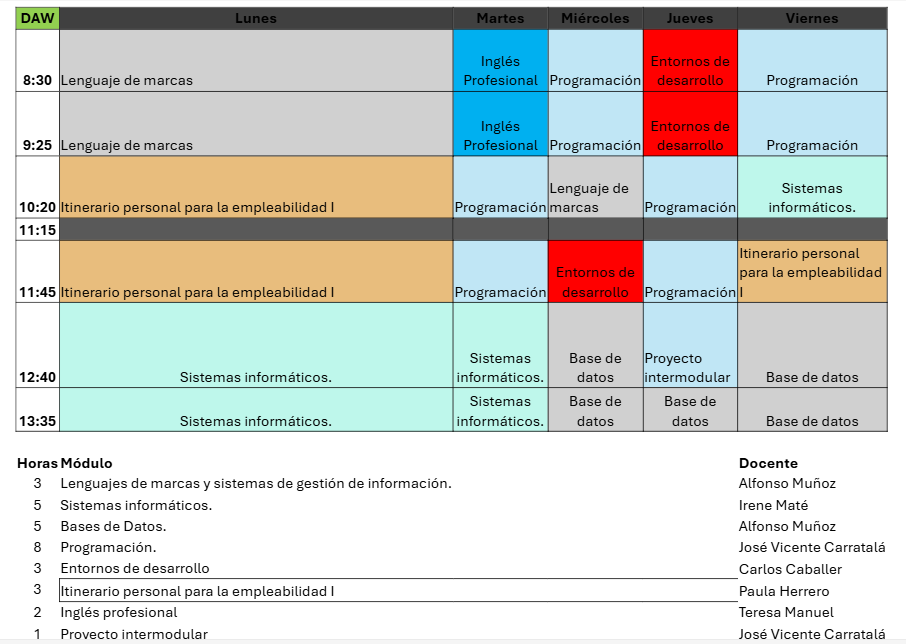 DAW Lunes Martes Miércoles Jueves Viernes
8:30 Lenguaje de marcas Inglés Profesional Programación Entornos de desarrollo Programación
9:25 Lenguaje de marcas Inglés Profesional Programación Entornos de desarrollo Programación
10:20 Itinerario personal para la empleabilidad I Programación Lenguaje de marcas Programación Sistemas informáticos.
11:15
11:45 Itinerario personal para la empleabilidad I Programación Entornos de desarrollo Programación Itinerario personal para la empleabilidad I
12:40 Sistemas informáticos. Sistemas informáticos. Base de datos Proyecto intermodular Base de datos
13:35 Sistemas informáticos. Sistemas informáticos. Base de datos Base de datos Base de datos
Horas Módulo Docente
3 Lenguajes de marcas y sistemas de gestión de información. Alfonso Muñoz
5 Sistemas informáticos. Irene Maté
5 Bases de Datos. Alfonso Muñoz
8 Programación. José Vicente Carratalá
3 Entornos de desarrollo Carlos Caballer
3 Itinerario personal para la empleabilidad I Paula Herrero
2 Inglés profesional Teresa Manuel
1 Proyecto intermodular José Vicente Carratalá